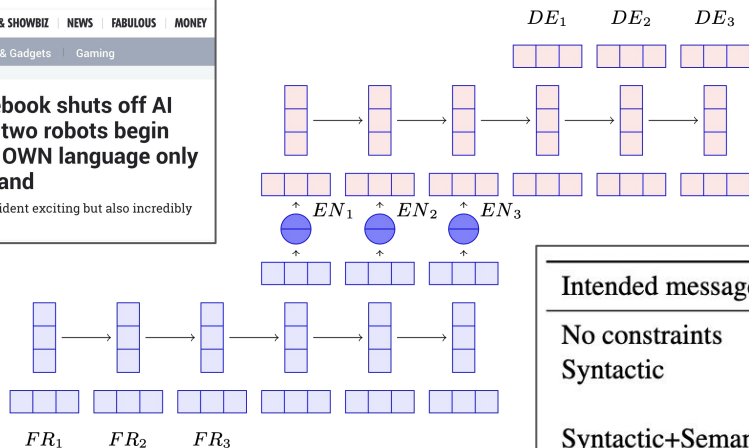 & SHOWBIZ NEWS FABULOUS MONEY
& Gadgets Gaming
book shuts off AI
two robots begin
OWN language only
and
ident exciting but also incredibly
DE1 DE2 DE3
EN1 EN2 EN3
FR1 FR2 FR3
Intended message
No constraints
Syntactic
Syntactic+Seman